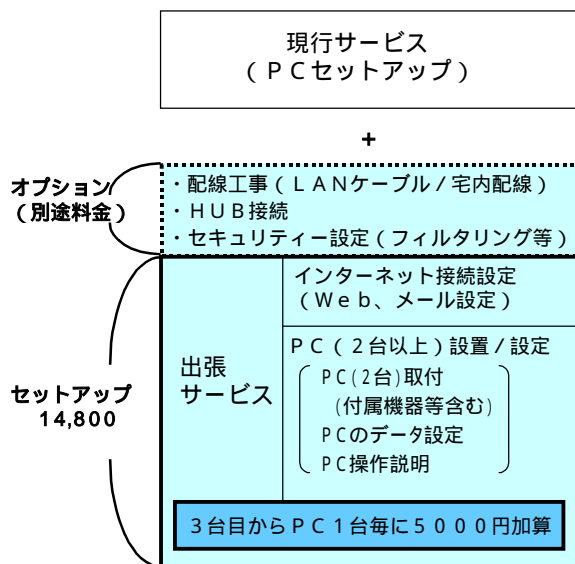 現行サービス
(PCセットアップ)
+
オプション
(別途料金)
・配線工事(LANケーブル/宅内配線)
・HUB接続
・セキュリティー設定(フィルタリング等)
セットアップ
14,800
出張
サービス
インターネット接続設定
(Web、メール設定)
PC(2台以上)設置/設定
PC(2台)取付
(付属機器等含む)
PCのデータ設定
PC操作説明
3台目からPC1台毎に5000円加算